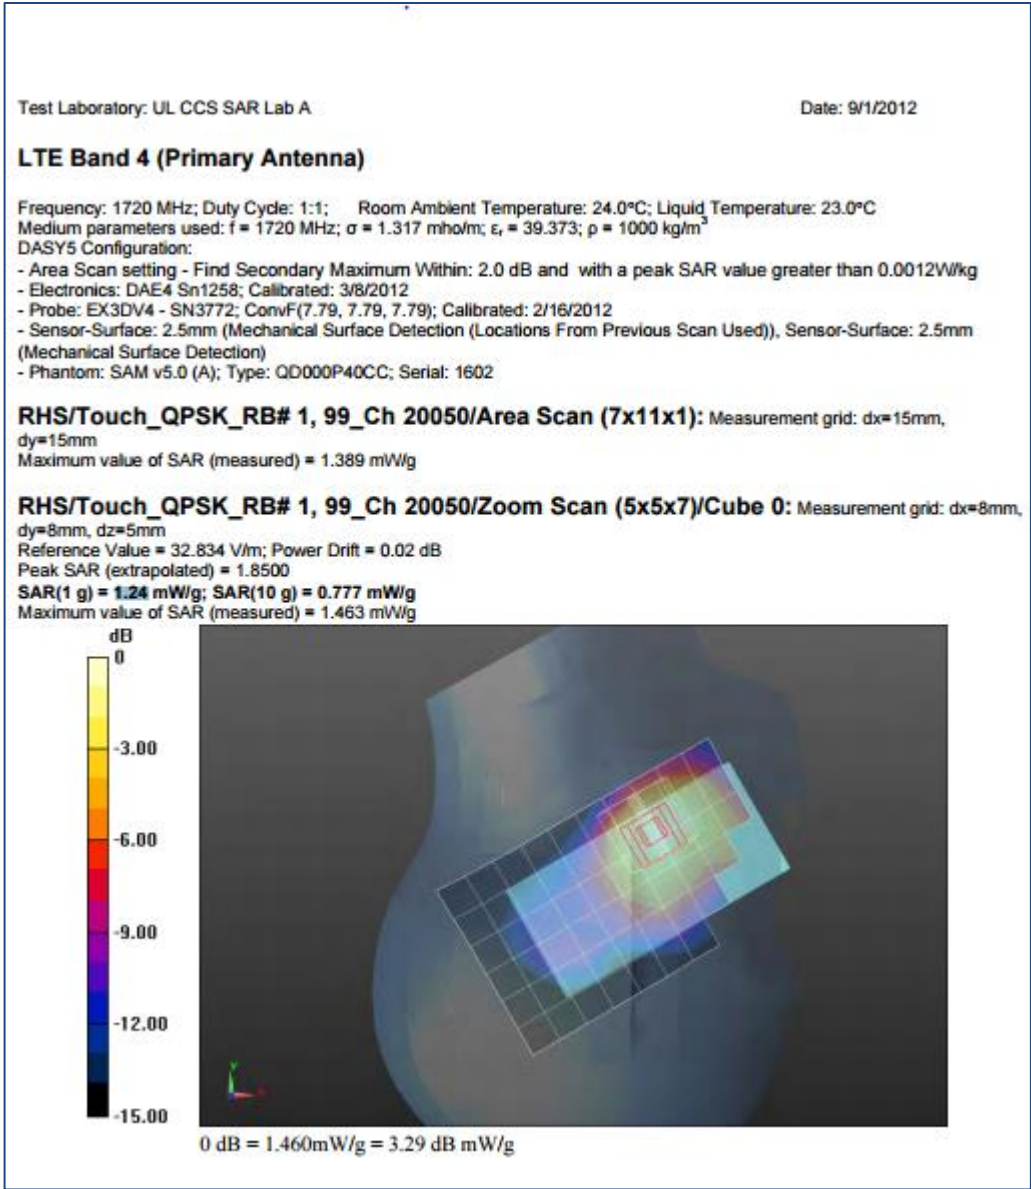 Test Laboratory: UL CCS SAR Lab A Date: 9/1/2012
LTE Band 4 (Primary Antenna)
Frequency: 1720 MHz; Duty Cycle: 1:1; Room Ambient Temperature: 24.0ºC; Liquid Temperature: 23.0ºC
Medium parameters used: f = 1720 MHz; σ = 1.317 mho/m; εr = 39.373; ρ = 1000 kg/m3
DASY5 Configuration:
- Area Scan setting - Find Secondary Maximum Within: 2.0 dB and with a peak SAR value greater than 0.0012W/kg
- Electronics: DAE4 Sn1258; Calibrated: 3/8/2012
- Probe: EX3DV4 - SN3772; ConvF(7.79, 7.79, 7.79); Calibrated: 2/16/2012
- Sensor-Surface: 2.5mm (Mechanical Surface Detection (Locations From Previous Scan Used)), Sensor-Surface: 2.5mm
(Mechanical Surface Detection)
- Phantom: SAM v5.0 (A); Type: QD000P40CC; Serial: 1602
RHS/Touch_QPSK_RB# 1, 99_Ch 20050/Area Scan (7x11x1): Measurement grid: dx=15mm,
dy=15mm
Maximum value of SAR (measured) = 1.389 mW/g
RHS/Touch_QPSK_RB# 1, 99_Ch 20050/Zoom Scan (5x5x7)/Cube 0: Measurement grid: dx=8mm,
dy=8mm, dz=5mm
Reference Value = 32.834 V/m; Power Drift = 0.02 dB
Peak SAR (extrapolated) = 1.8500
SAR(1 g) = 1.24 mW/g; SAR(10 g) = 0.777 mW/g
Maximum value of SAR (measured) = 1.463 mW/g
dB
0
-3.00
-6.00
-9.00
-12.00
-15.00
0 dB = 1.460mW/g = 3.29 dB mW/g